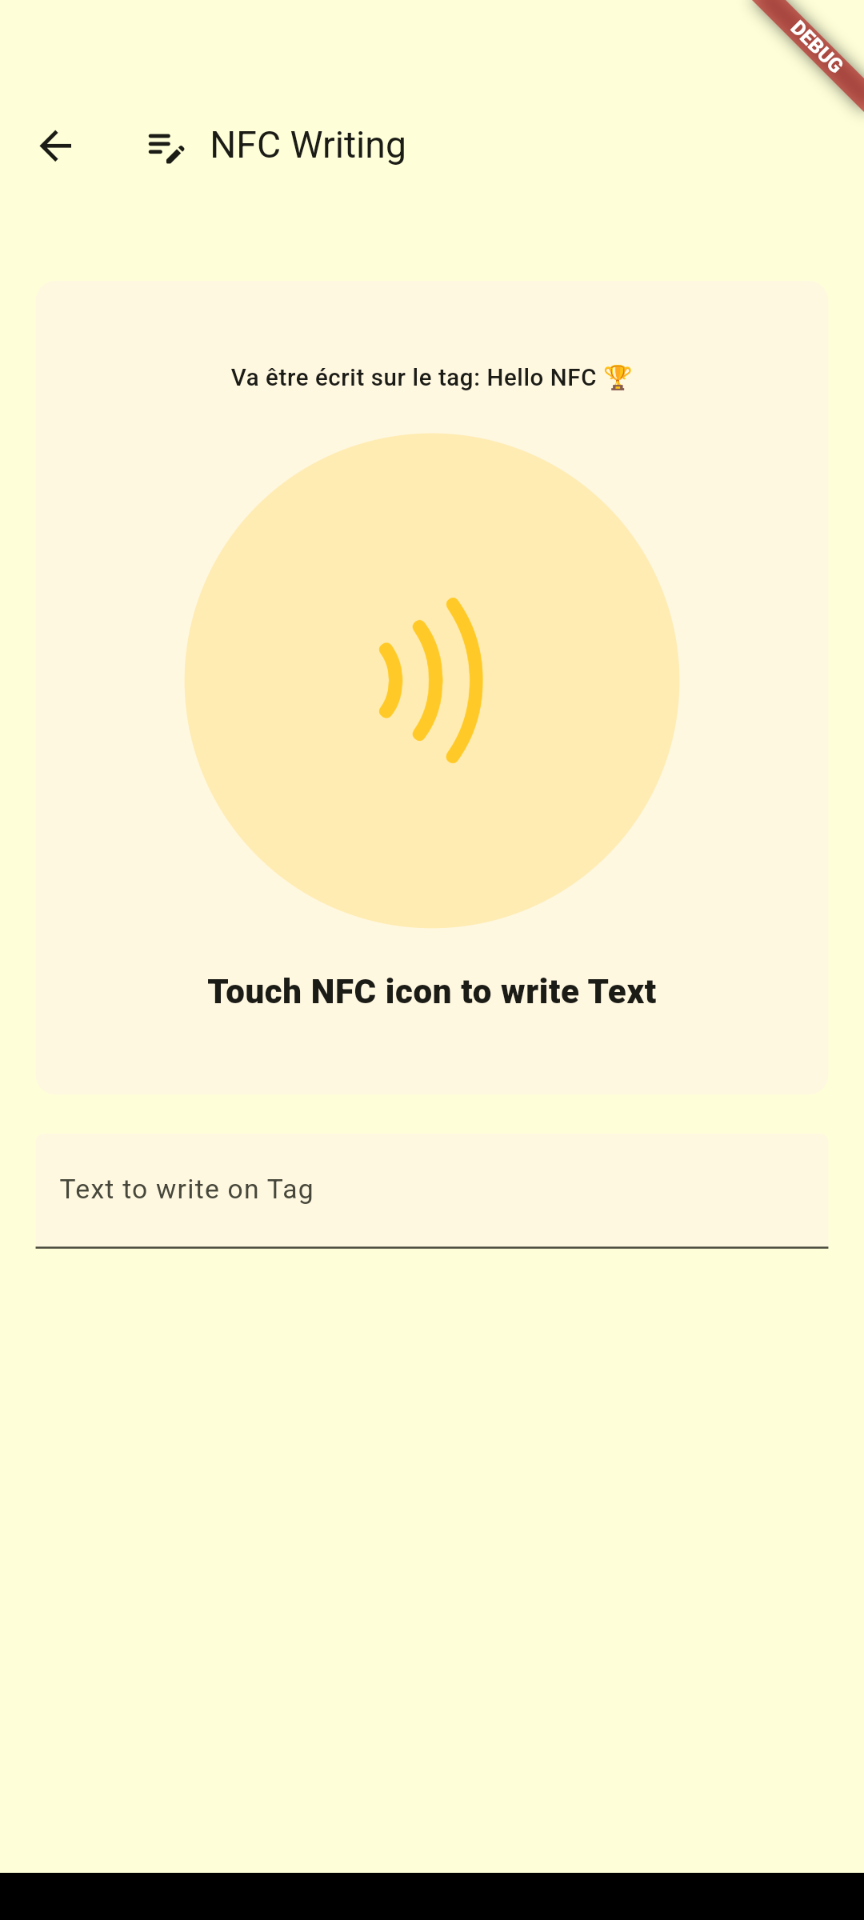 DEBUG
NFC Writing
Va être écrit sur le tag: Hello NFC 🏆
Touch NFC icon to write Text
Text to write on Tag